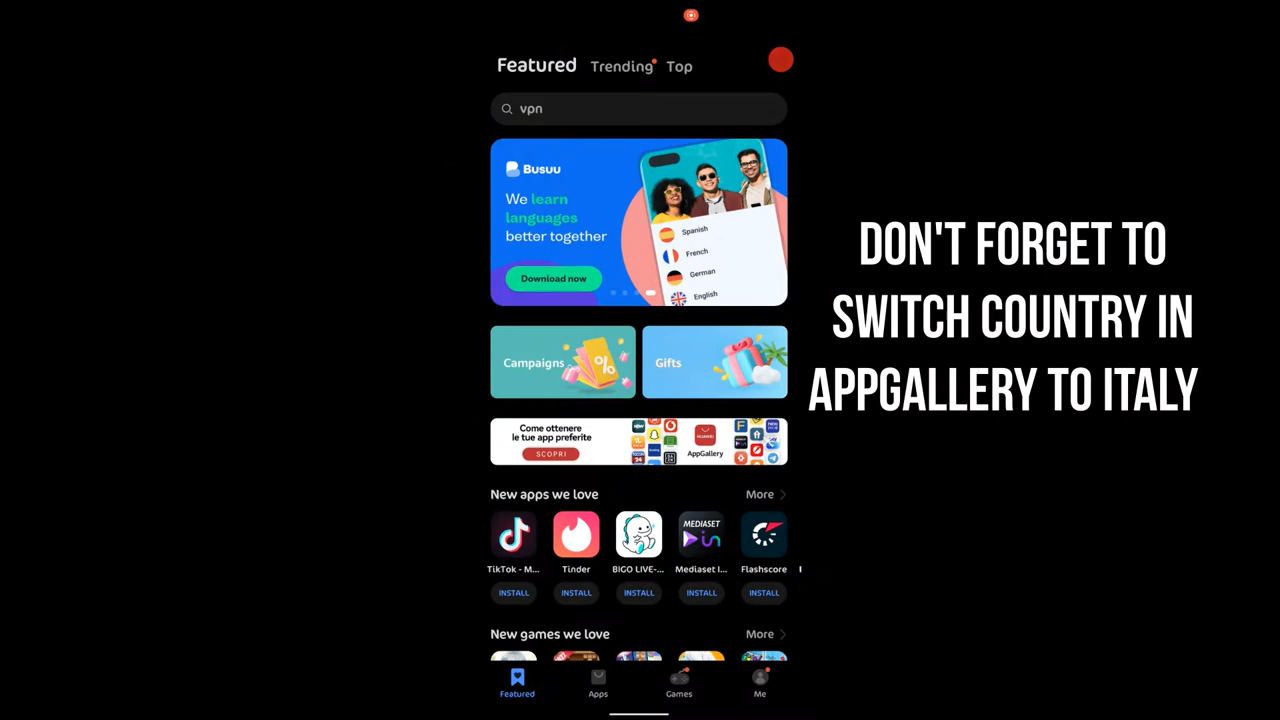 Featured Trending Top
vpn
Busuu
We learn
languages
better together
Download now
Spanish
French
German
English
DON'T FORGET TO
SWITCH COUNTRY IN
APPGALLERY TO ITALY
Campaigns
Gifts
Come ottenere
le tue app preferite
SCOPRI
HUAWEI
AppGallery
New apps we love More
MEDIASET
in
TikTok - M... Tinder BIGO LIVE-... Mediaset I... Flashscore
INSTALL INSTALL INSTALL INSTALL INSTALL
New games we love More
Featured Apps Games Me